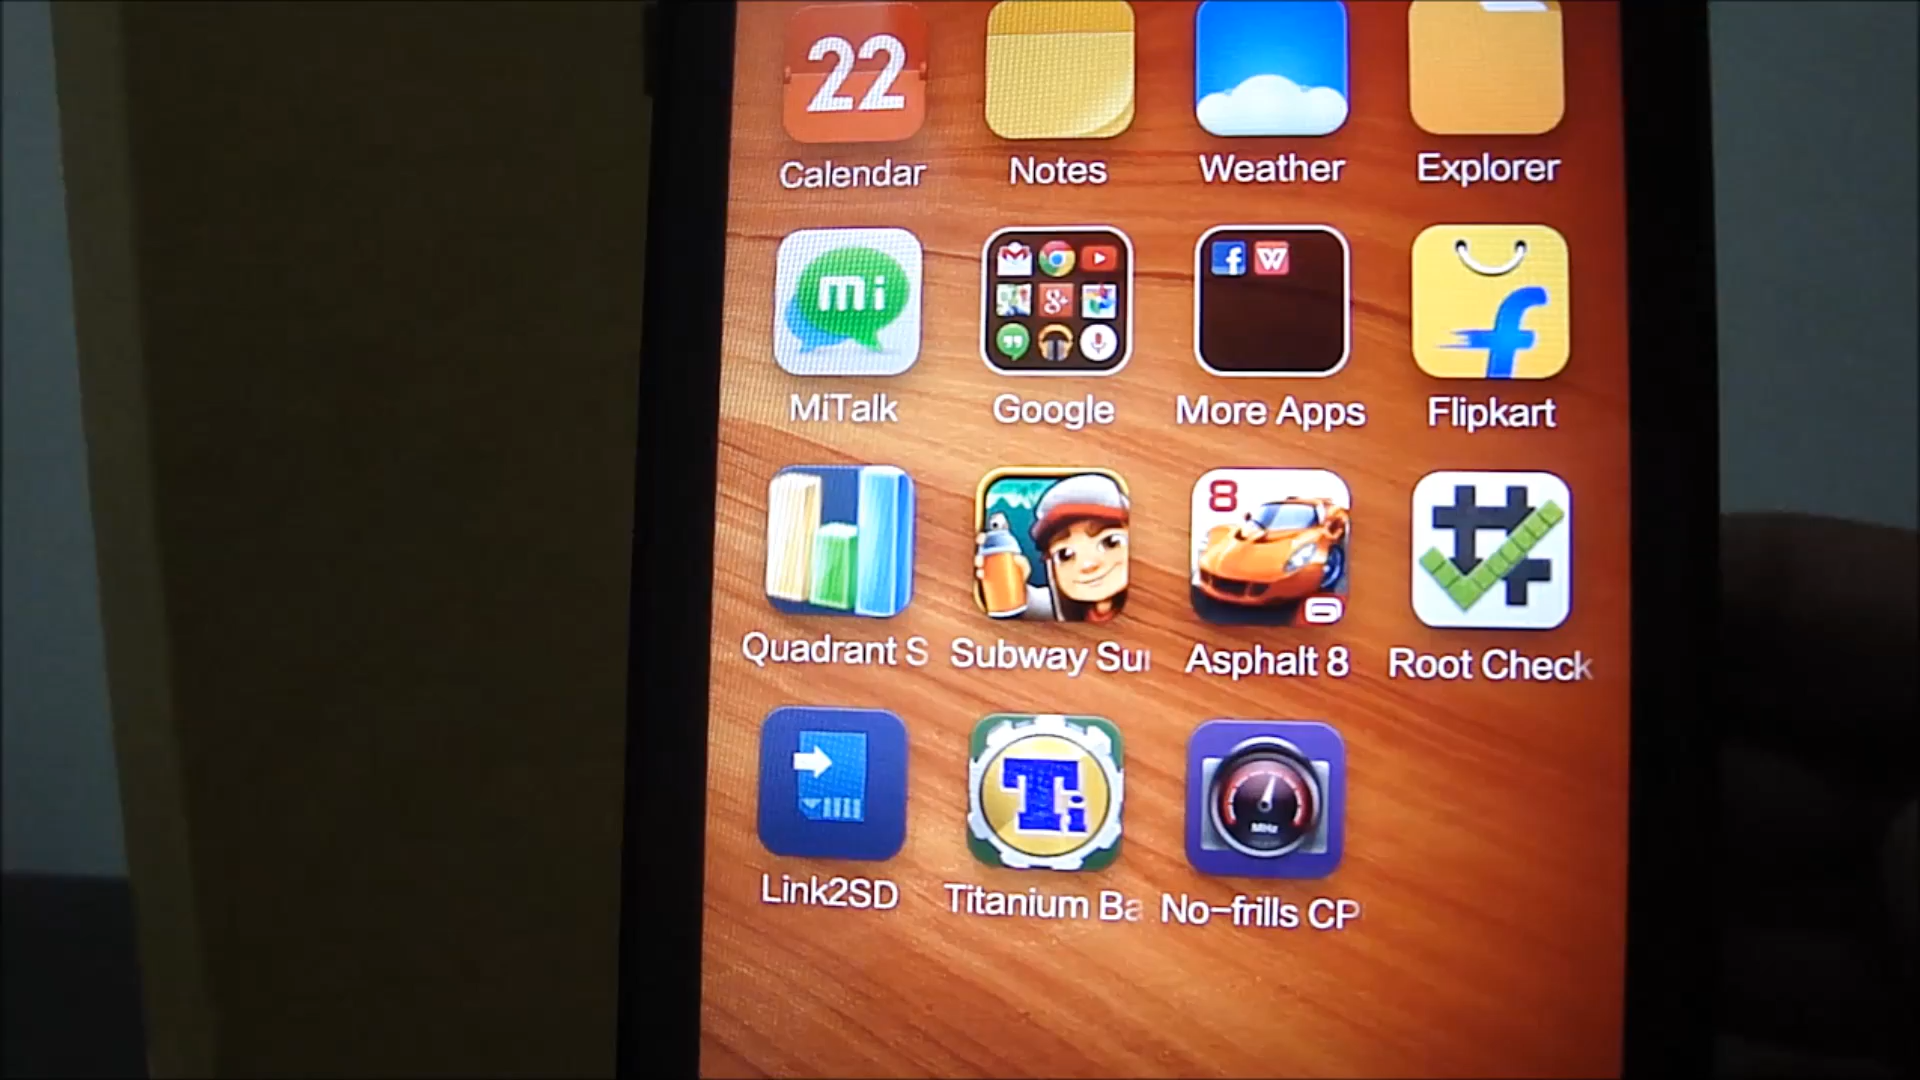 22
Calendar Notes Weather Explorer
mi
f W
f
MiTalk Google More Apps Flipkart
8
Quadrant S Subway Su Asphalt 8 Root Check
Ti
MHz
Link2SD Titanium Ba No-frills CP